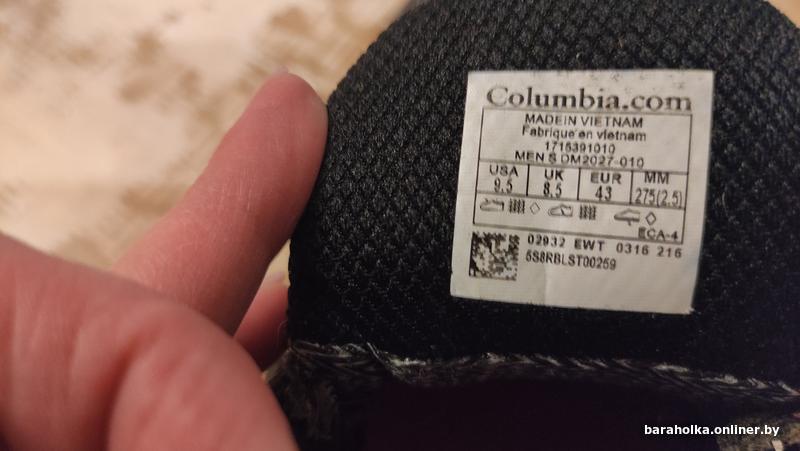 Columbia.com
MADEIN VIETNAM
Fabrique en vietnam
1715391010
MEN S DM2027-010
USA UK EUR MM
9.5 8.5 43 275(2.5)
ECA-4
02932 EWT 0316 216
5S8RBLST00259
baraholka.onliner.by